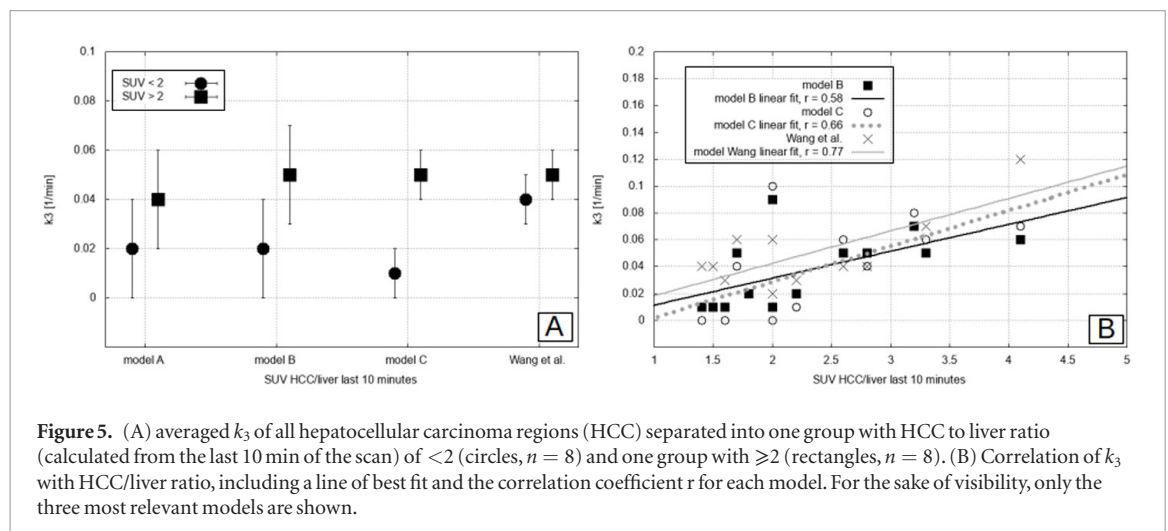 0.1
0.08
0.06
0.04
0.02
0
k3 [1/min]
SUV < 2
SUV > 2
A
model A
model B
model C
Wang et al.
SUV HCC/liver last 10 minutes
0.2
0.18
0.16
0.14
0.12
0.1
0.08
0.06
0.04
0.02
0
k3 [1/min]
model B
model B linear fit, r = 0.58
model C
model C linear fit, r = 0.66
Wang et al.
model Wang linear fit, r = 0.77
B
1
1.5
2
2.5
3
3.5
4
4.5
5
SUV HCC/liver last 10 minutes
Figure 5. (A) averaged k₃ of all hepatocellular carcinoma regions (HCC) separated into one group with HCC to liver ratio
(calculated from the last 10 min of the scan) of <2 (circles, n = 8) and one group with ⩾2 (rectangles, n = 8). (B) Correlation of k₃
with HCC/liver ratio, including a line of best fit and the correlation coefficient r for each model. For the sake of visibility, only the
three most relevant models are shown.